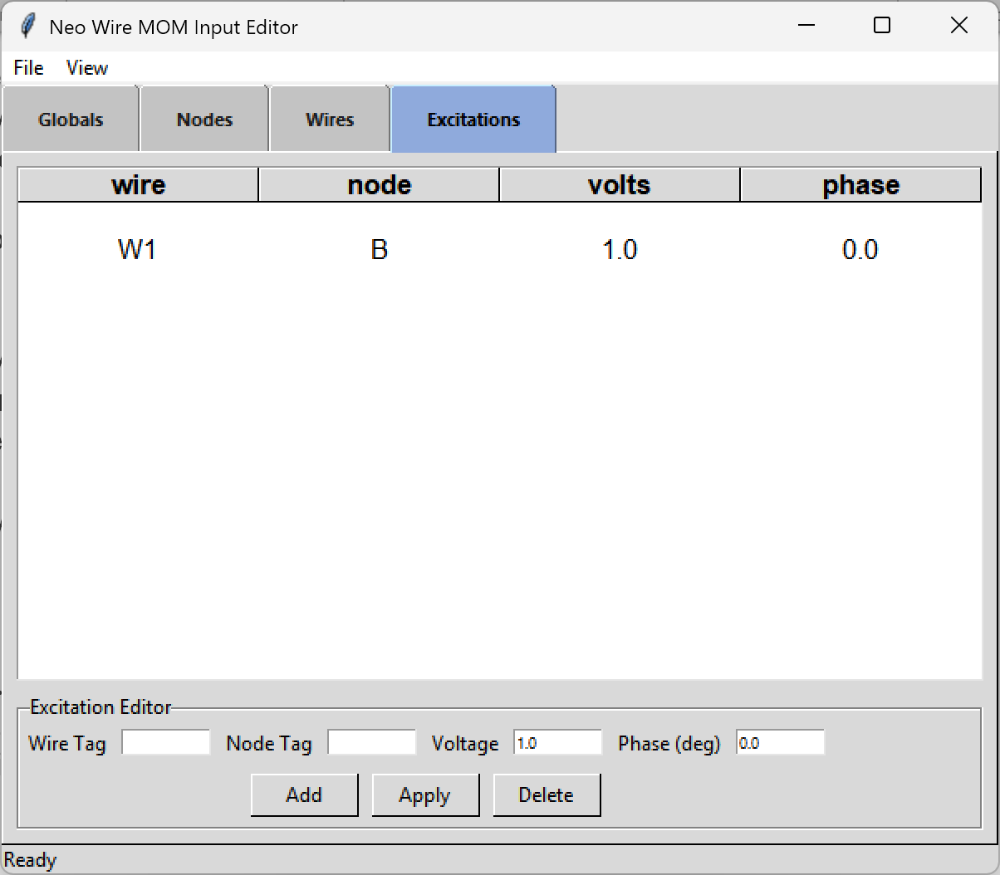 Neo Wire MOM Input Editor
File View
Globals Nodes Wires Excitations
wire node volts phase
W1 B 1.0 0.0
Excitation Editor
Wire Tag Node Tag Voltage 1.0 Phase (deg) 0.0
Add Apply Delete
Ready